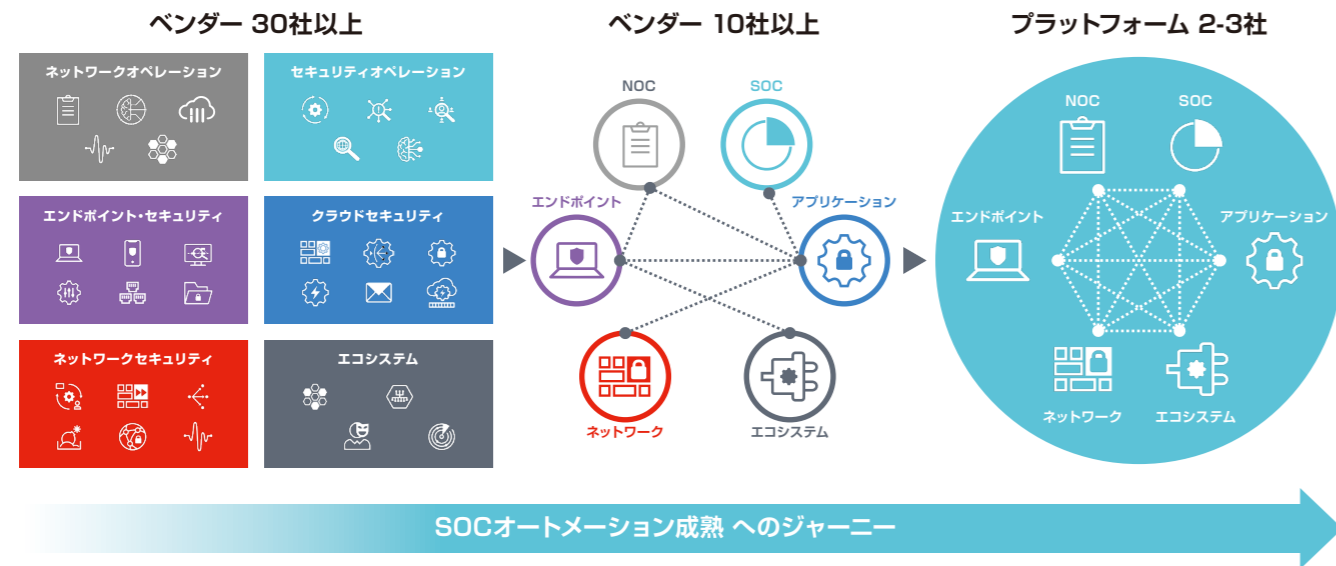 ベンダー 30社以上
ネットワークオペレーション
セキュリティオペレーション
エンドポイント・セキュリティ
クラウドセキュリティ
ネットワークセキュリティ
エコシステム
ベンダー 10社以上
NOC
SOC
エンドポイント
アプリケーション
ネットワーク
エコシステム
プラットフォーム 2-3社
NOC
SOC
エンドポイント
アプリケーション
ネットワーク
エコシステム
SOCオートメーション成熟 へのジャーニー